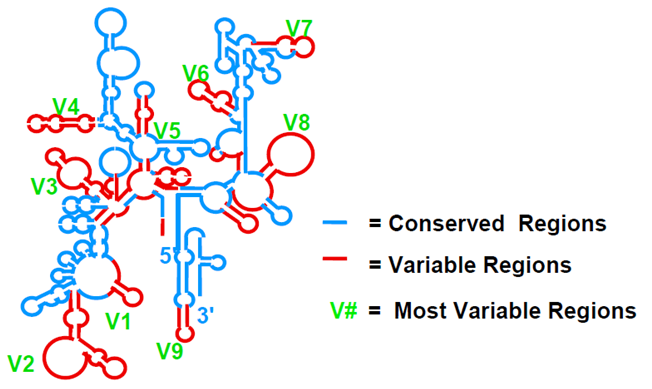 V7
V6
V4
V8
V5
V3
= Conserved Regions
5'
= Variable Regions
V# = Most Variable Regions
3'
V1
V9
V2